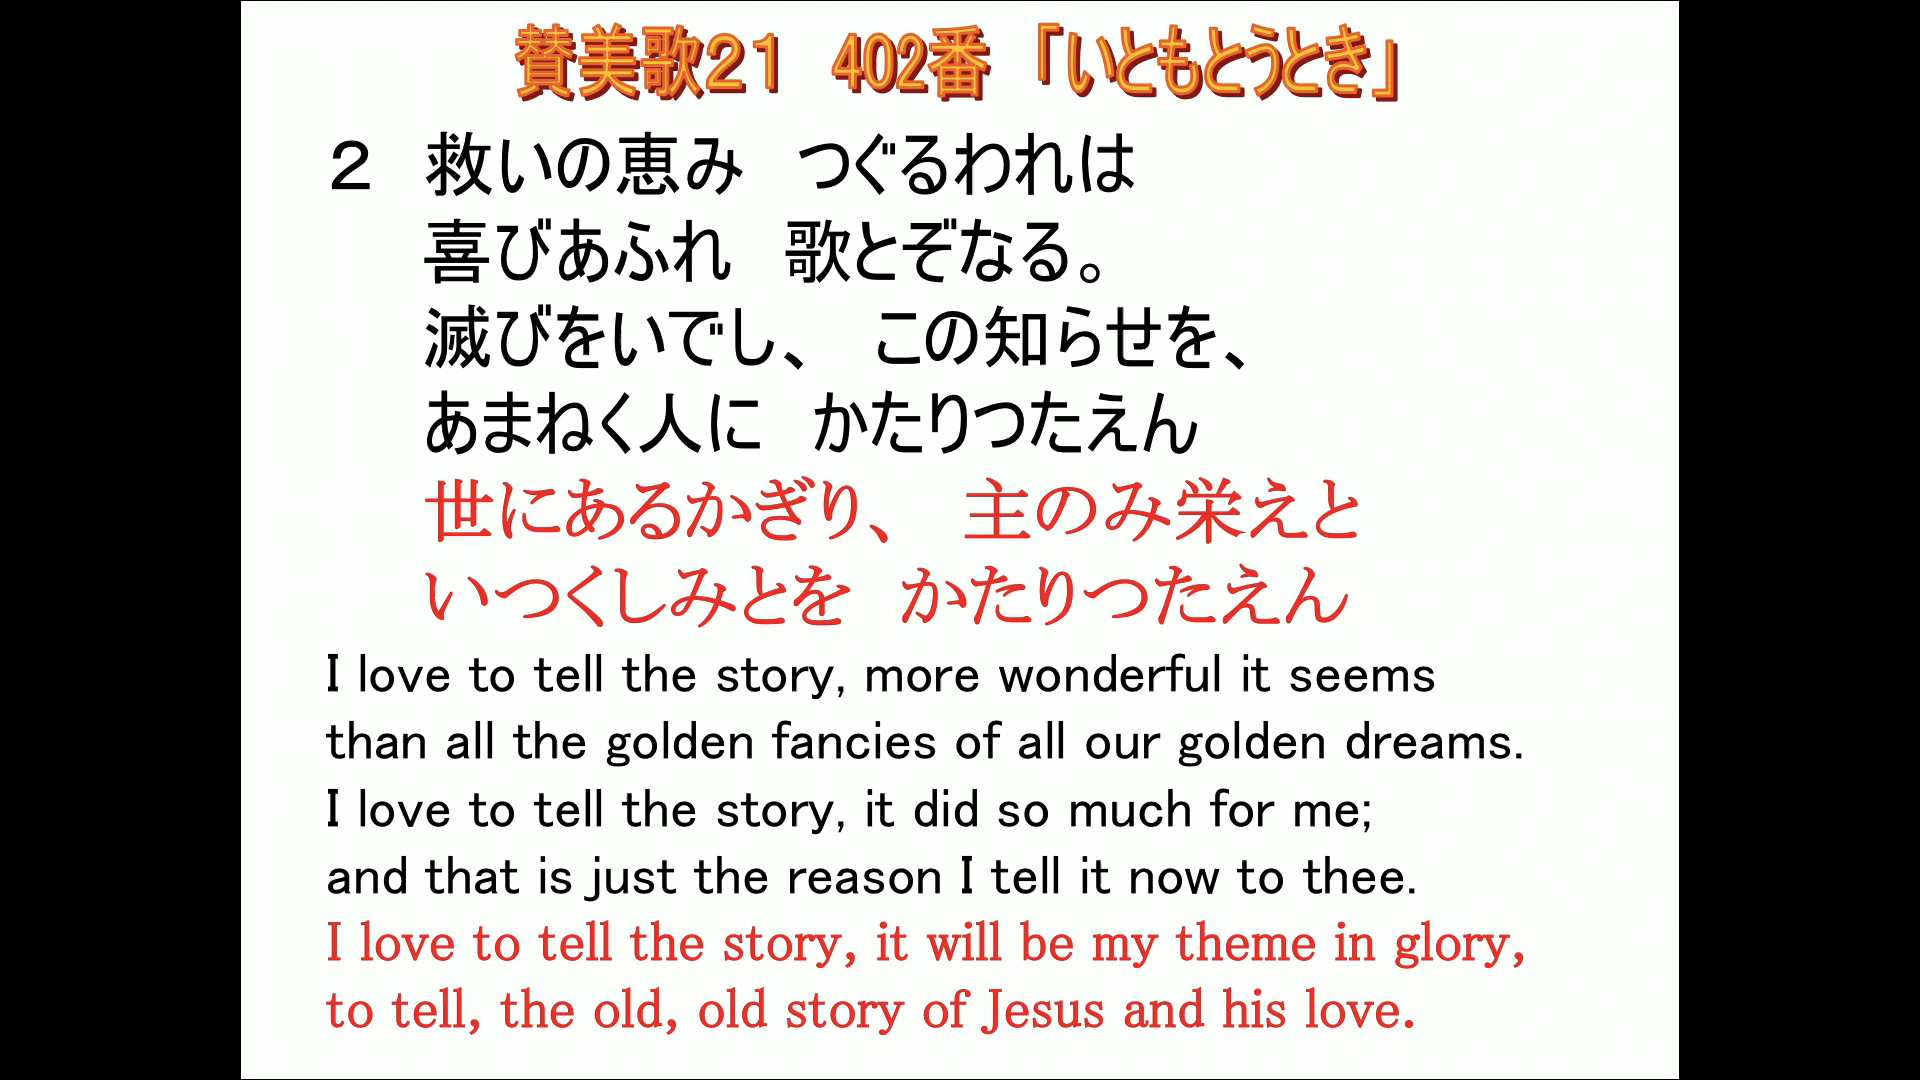 賛美歌21　402番　「いともとうとき」
２　救いの恵み　つぐるわれは
喜びあふれ　歌とぞなる。
滅びをいでし、　この知らせを、
あまねく人に　かたりつたえん
世にあるかぎり、　主のみ栄えと
いつくしみとを　かたりつたえん
I love to tell the story, more wonderful it seems
than all the golden fancies of all our golden dreams.
I love to tell the story, it did so much for me;
and that is just the reason I tell it now to thee.
I love to tell the story, it will be my theme in glory,
to tell, the old, old story of Jesus and his love.